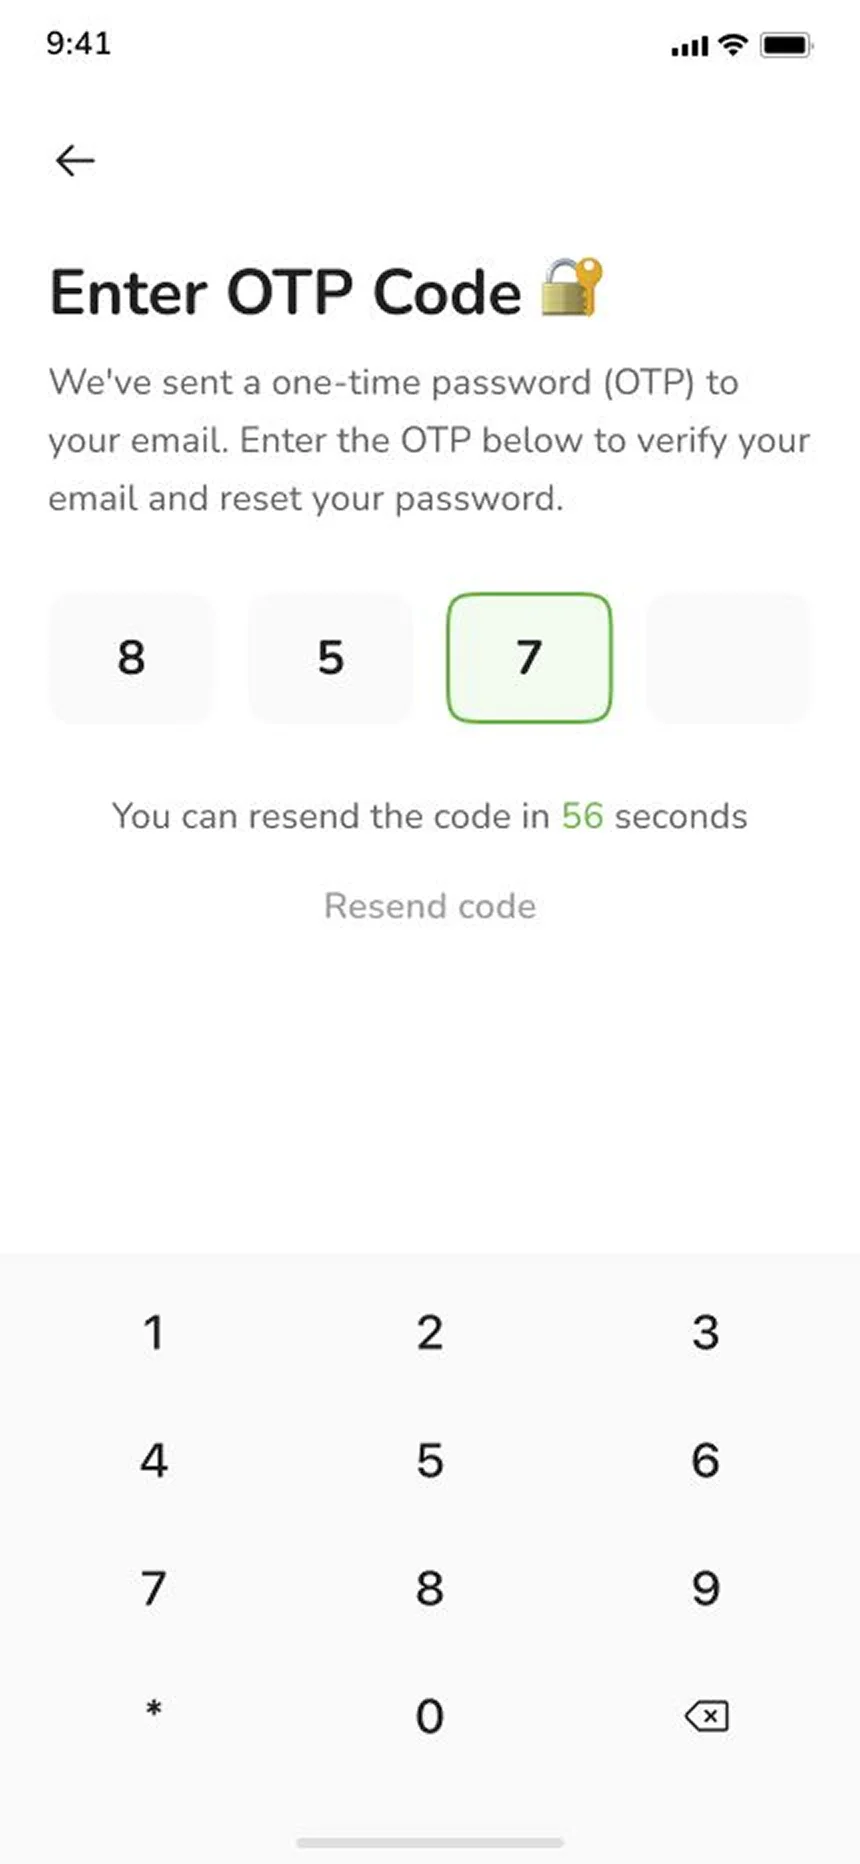 9:41
Enter OTP Code
We've sent a one-time password (OTP) to
your email. Enter the OTP below to verify your
email and reset your password.
8 5 7
You can resend the code in 56 seconds
Resend code
1 2 3
4 5 6
7 8 9
* 0